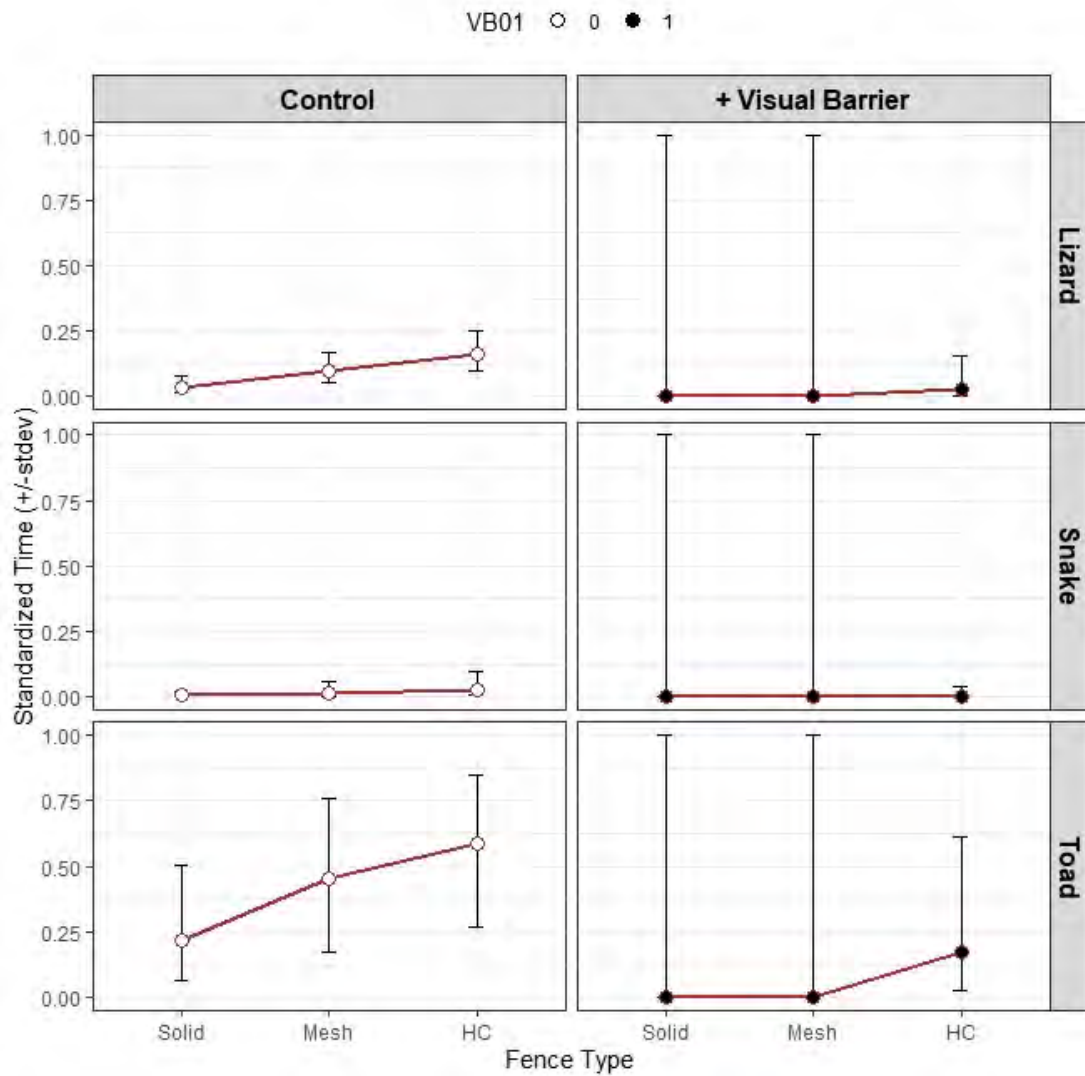 VB01 0 1
Control + Visual Barrier
1.00
0.75
0.50
0.25
0.00
Lizard
1.00
0.75
0.50
0.25
0.00
Snake
1.00
0.75
0.50
0.25
0.00
Toad
Standardized Time (+/-stdev)
Solid Mesh HC Solid Mesh HC
Fence Type